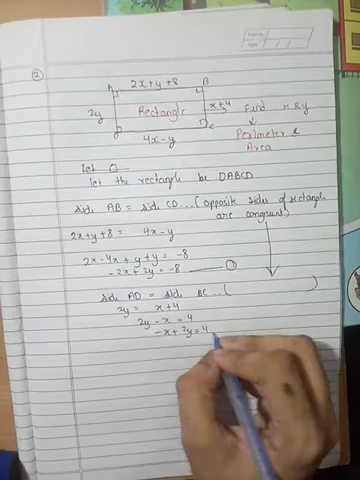 ②
2x+y+8
A B
2y Rectangle x+4 → Find x & y
↓
D C Perimeter &
4x-y Area
let □
let the rectangle be □ABCD
side AB = side CD ...(opposite sides of rectangle
are congruent)
2x+y+8 = 4x-y
2x-4x+y+y = -8
-2x+2y = -8 —— ①
side AD = side BC ...( )
2y = x+4
2y - x = 4
-x+2y=4